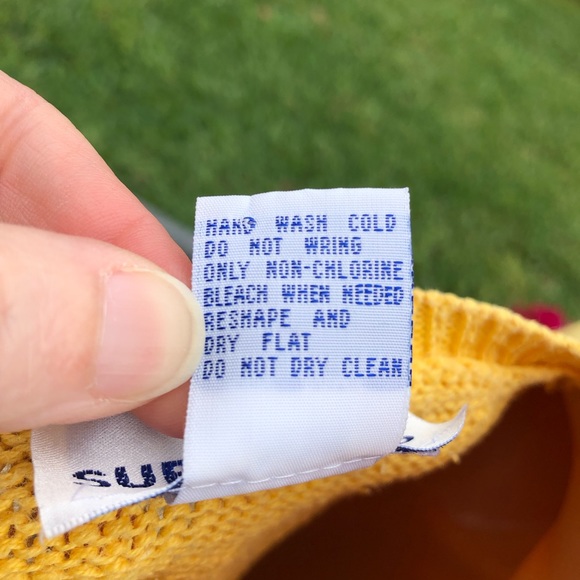 HAND WASH COLD
DO NOT WRING
ONLY NON-CHLORINE
BLEACH WHEN NEEDED
RESHAPE AND
DRY FLAT
DO NOT DRY CLEAN